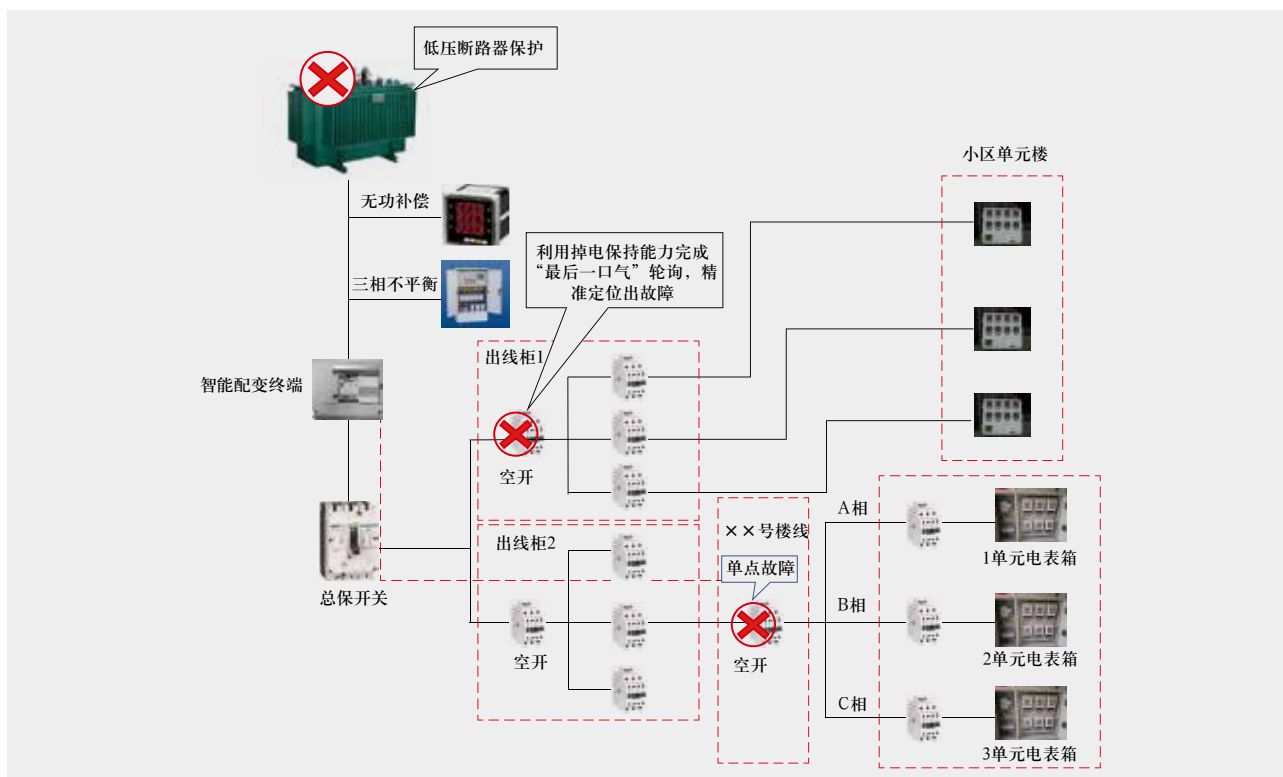 低压断路器保护
小区单元楼
无功补偿
利用掉电保持能力完成
“最后一口气”轮询，精
准定位出故障
三相不平衡
出线柜1
智能配变终端
空开
A相
××号楼线
出线柜2
1单元电表箱
单点故障
总保开关
B相
空开
空开
2单元电表箱
C相
3单元电表箱